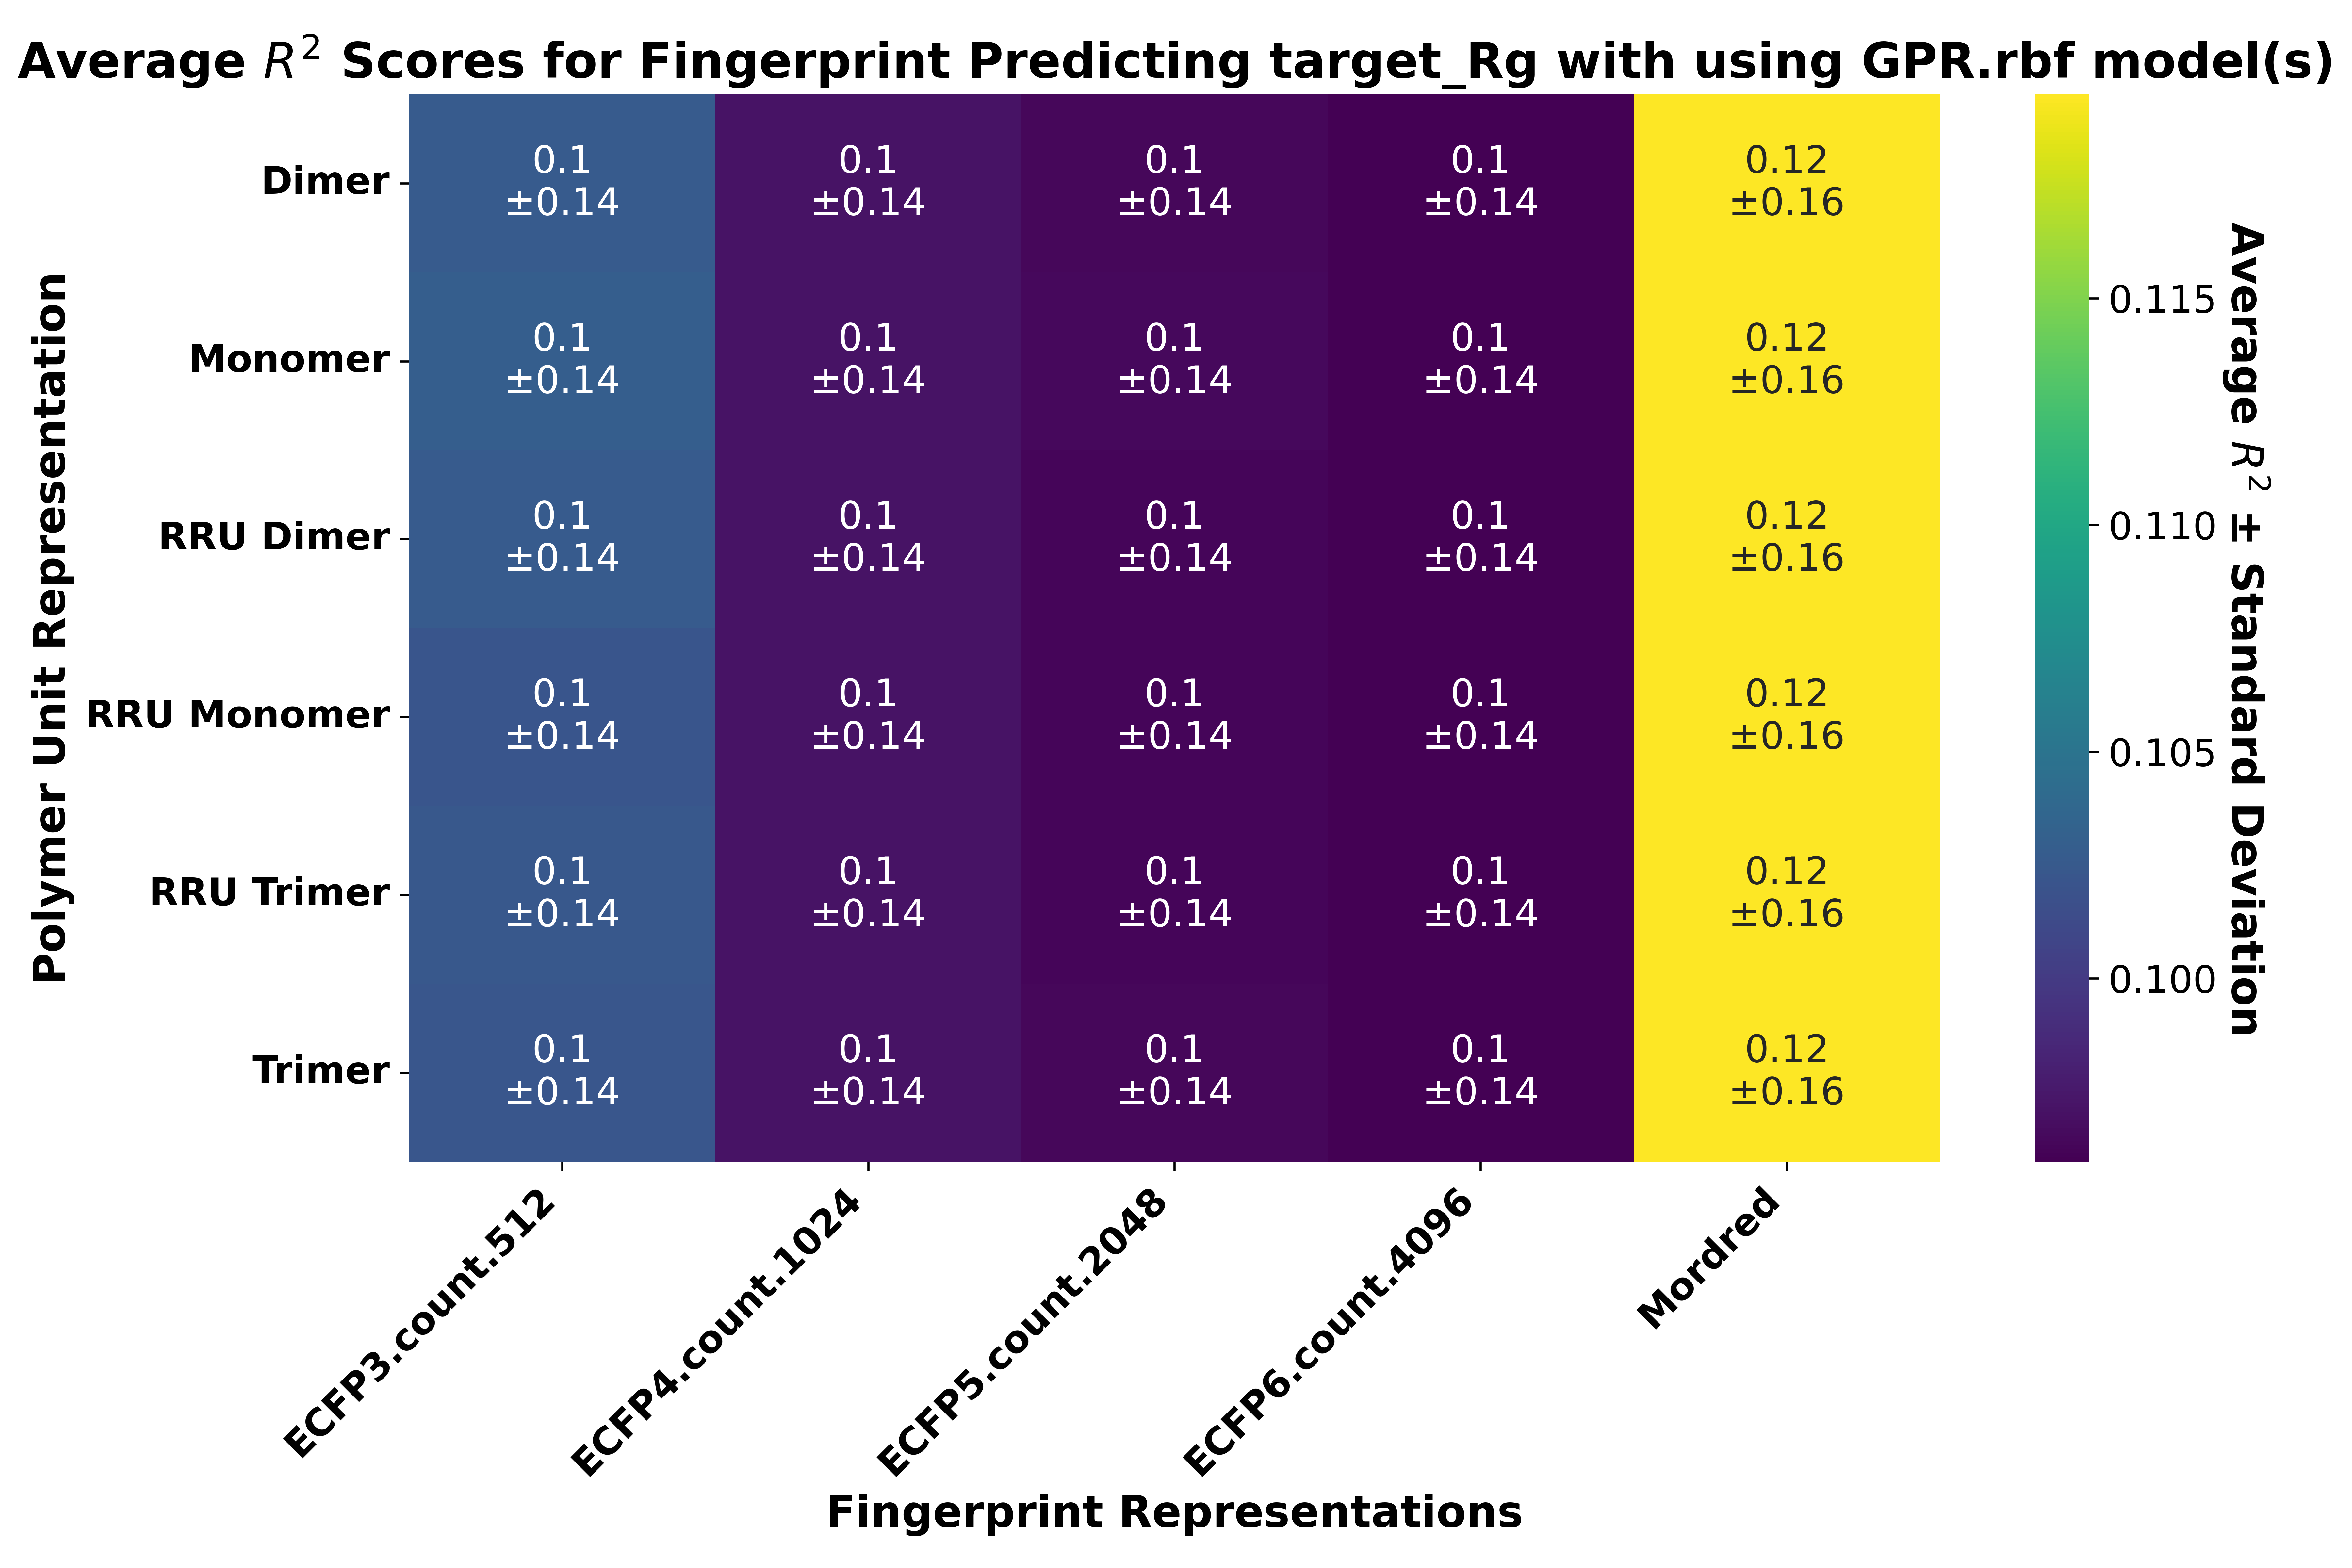 Average R² Scores for Fingerprint Predicting target_Rg with using GPR.rbf model(s)
Polymer Unit Representation
Dimer
0.1 0.1 0.1 0.1 0.12
±0.14 ±0.14 ±0.14 ±0.14 ±0.16
Monomer
0.1 0.1 0.1 0.1 0.12
±0.14 ±0.14 ±0.14 ±0.14 ±0.16
RRU Dimer
0.1 0.1 0.1 0.1 0.12
±0.14 ±0.14 ±0.14 ±0.14 ±0.16
RRU Monomer
0.1 0.1 0.1 0.1 0.12
±0.14 ±0.14 ±0.14 ±0.14 ±0.16
RRU Trimer
0.1 0.1 0.1 0.1 0.12
±0.14 ±0.14 ±0.14 ±0.14 ±0.16
Trimer
0.1 0.1 0.1 0.1 0.12
±0.14 ±0.14 ±0.14 ±0.14 ±0.16
ECFP3.count.512
ECFP4.count.1024
ECFP5.count.2048
ECFP6.count.4096
Mordred
Fingerprint Representations
0.115
0.110
0.105
0.100
Average R² ± Standard Deviation